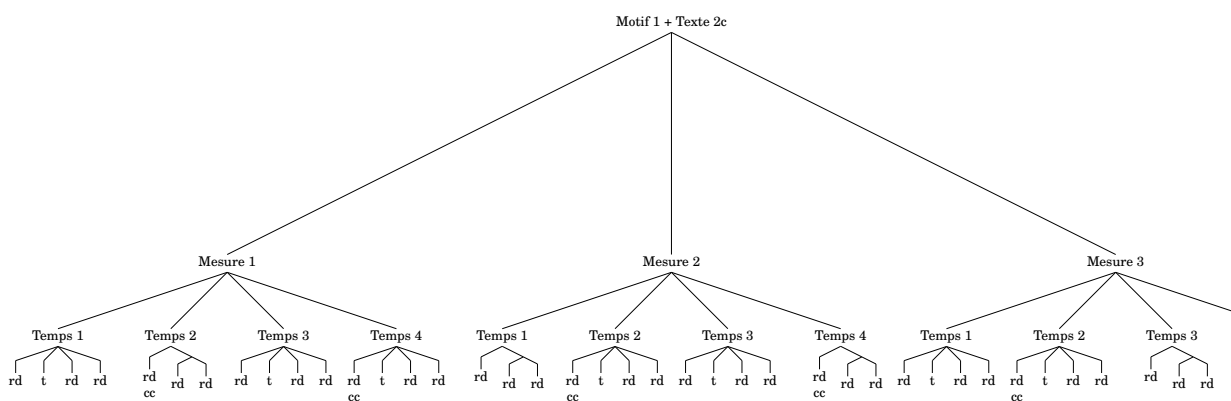 Motif 1 + Texte 2c
Mesure 1 Mesure 2 Mesure 3
Temps 1 Temps 2 Temps 3 Temps 4 Temps 1 Temps 2 Temps 3 Temps 4 Temps 1 Temps 2 Temps 3
rd t rd rd rd rd rd rd t rd rd rd t rd rd rd rd rd rd t rd rd rd t rd rd rd rd rd rd t rd rd rd t rd rd rd rd rd
cc cc cc cc cc